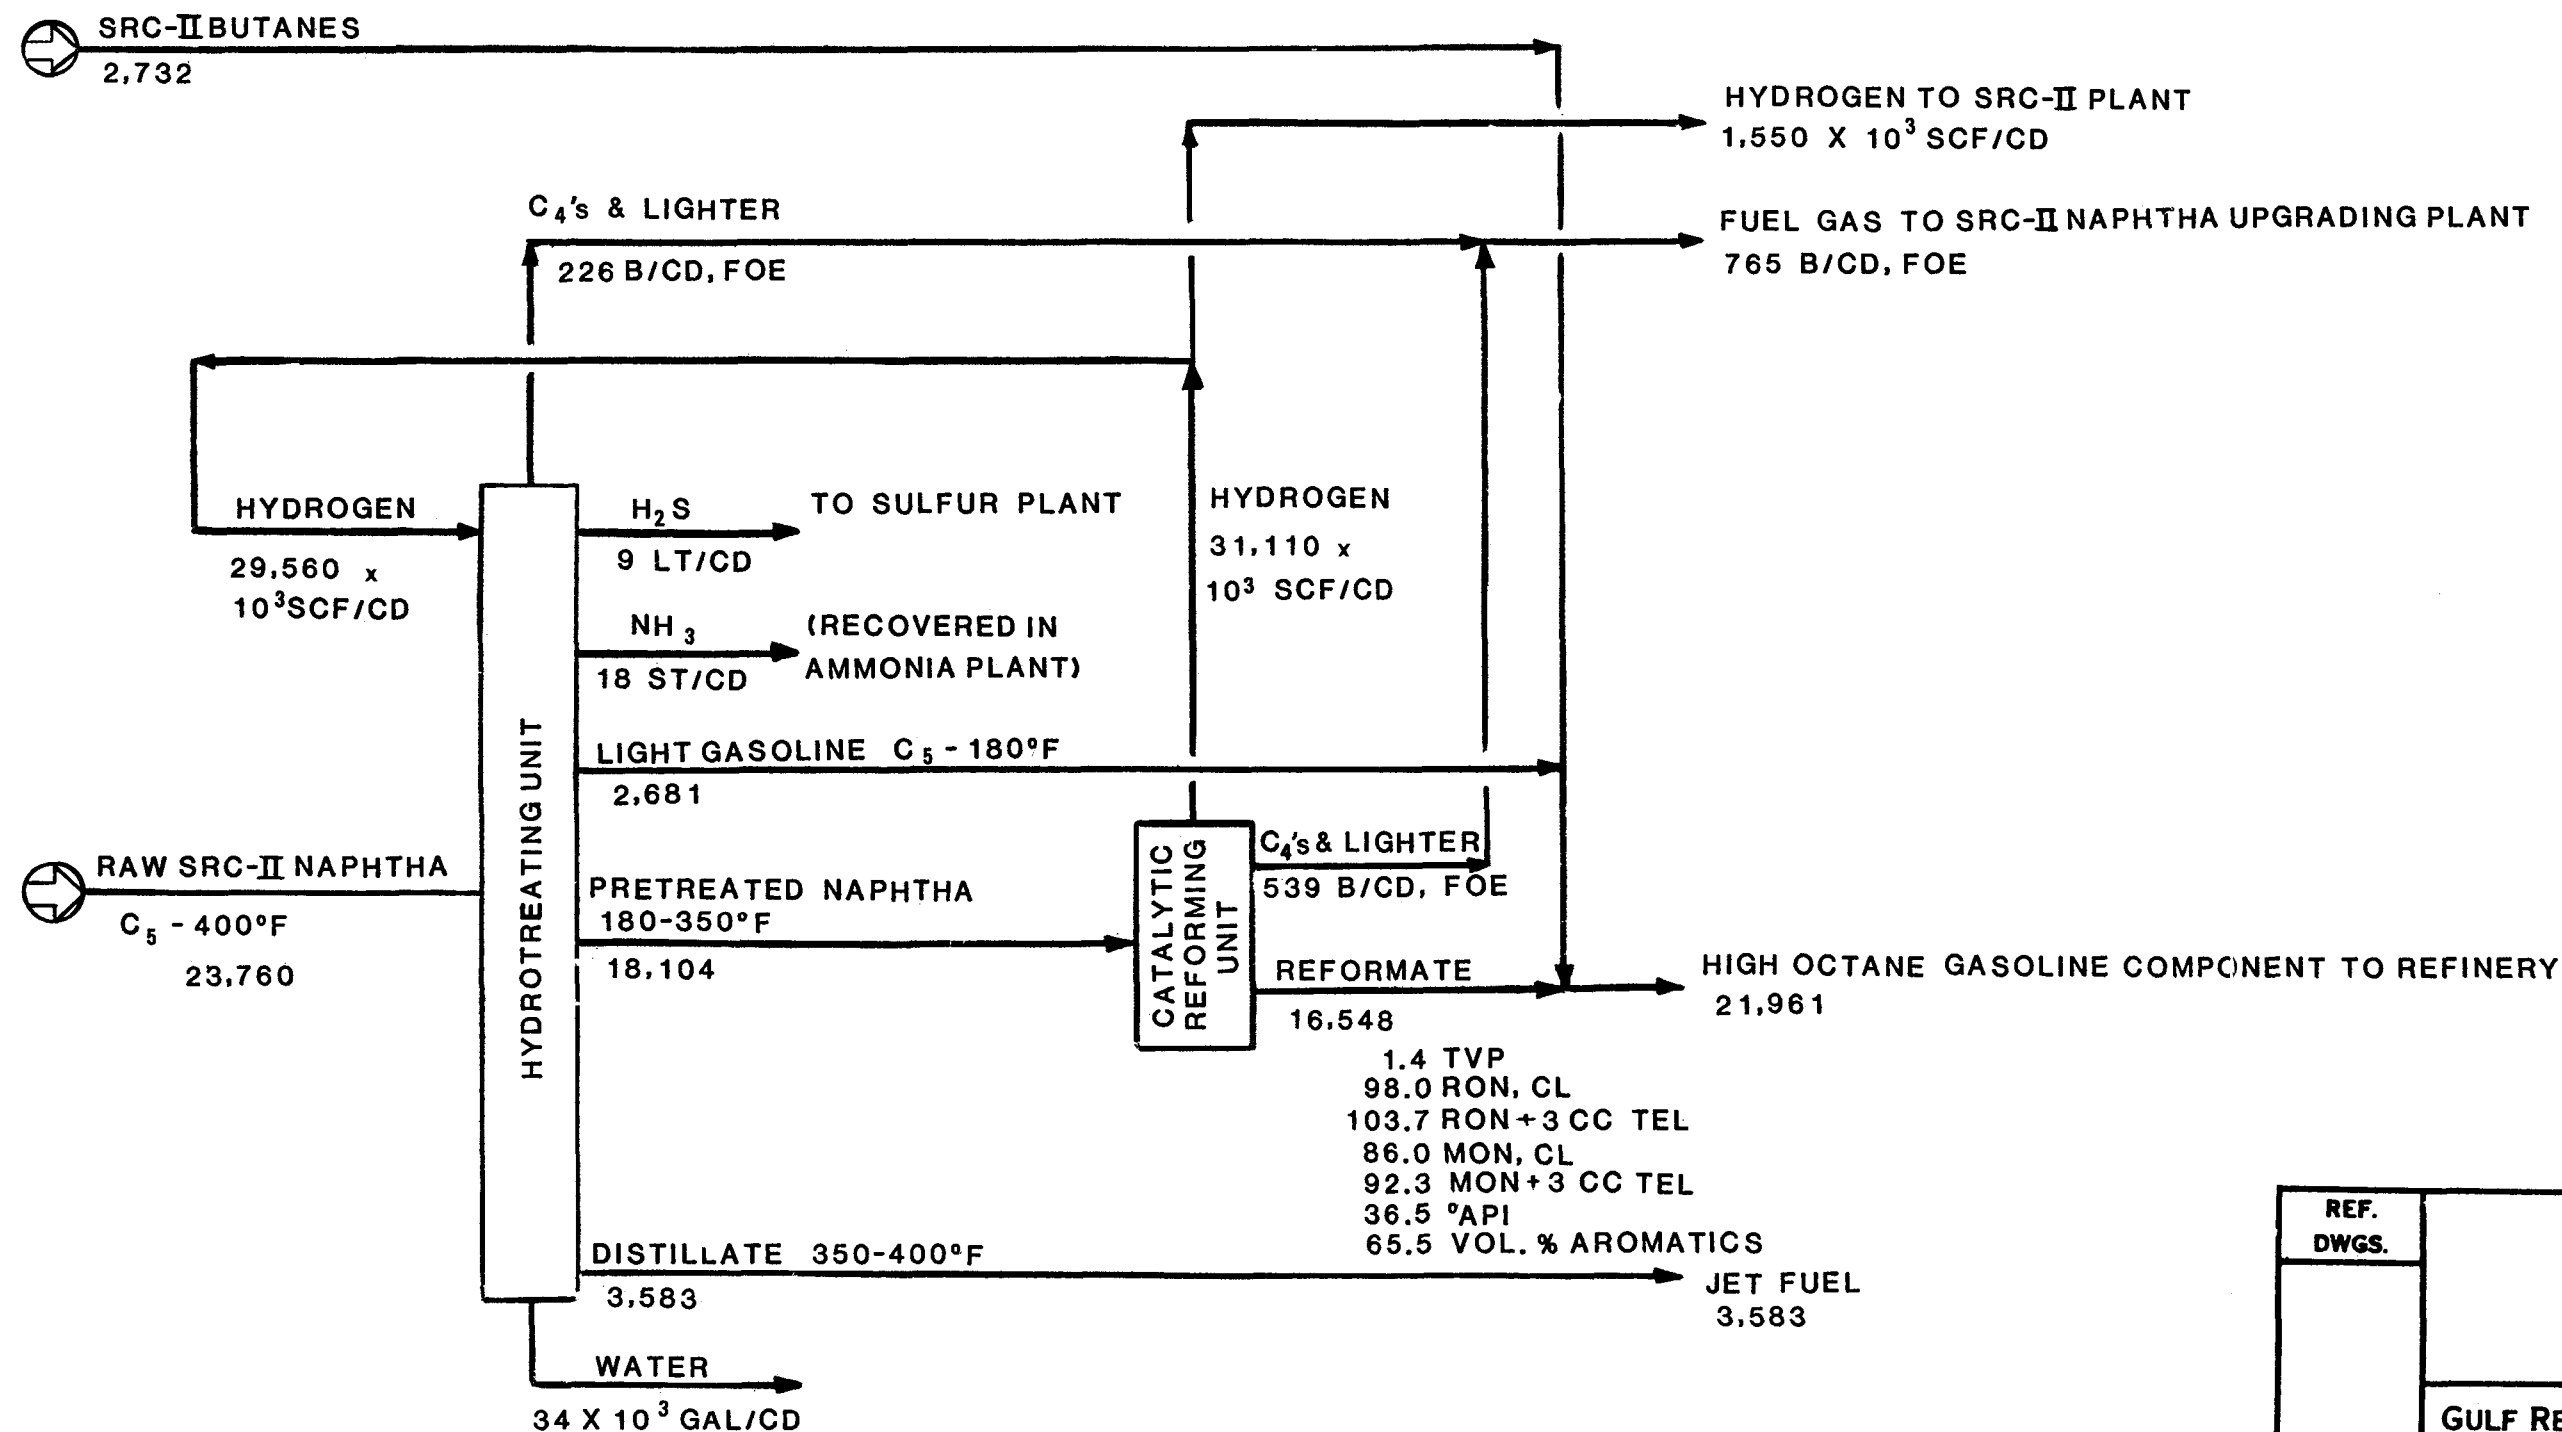 SRC-II BUTANES
2,732
HYDROGEN TO SRC-II PLANT
1,550 X 10³ SCF/CD
C₄'s & LIGHTER
226 B/CD, FOE
FUEL GAS TO SRC-II NAPHTHA UPGRADING PLANT
765 B/CD, FOE
HYDROGEN
29,560 x
10³SCF/CD
H₂S
9 LT/CD
TO SULFUR PLANT
HYDROGEN
31,110 x
10³ SCF/CD
NH₃
18 ST/CD
(RECOVERED IN
AMMONIA PLANT)
LIGHT GASOLINE C₅ - 180°F
2,681
HYDROTREATING UNIT
RAW SRC-II NAPHTHA
C₅ - 400°F
23,760
PRETREATED NAPHTHA
180-350°F
18,104
CATALYTIC
REFORMING
UNIT
C₄'s & LIGHTER
539 B/CD, FOE
REFORMATE
16,548
HIGH OCTANE GASOLINE COMPONENT TO REFINERY
21,961
1.4 TVP
98.0 RON, CL
103.7 RON+3 CC TEL
86.0 MON, CL
92.3 MON+3 CC TEL
36.5 °API
65.5 VOL. % AROMATICS
DISTILLATE 350-400°F
3,583
JET FUEL
3,583
WATER
34 X 10³ GAL/CD
REF.
DWGS.
GULF RE